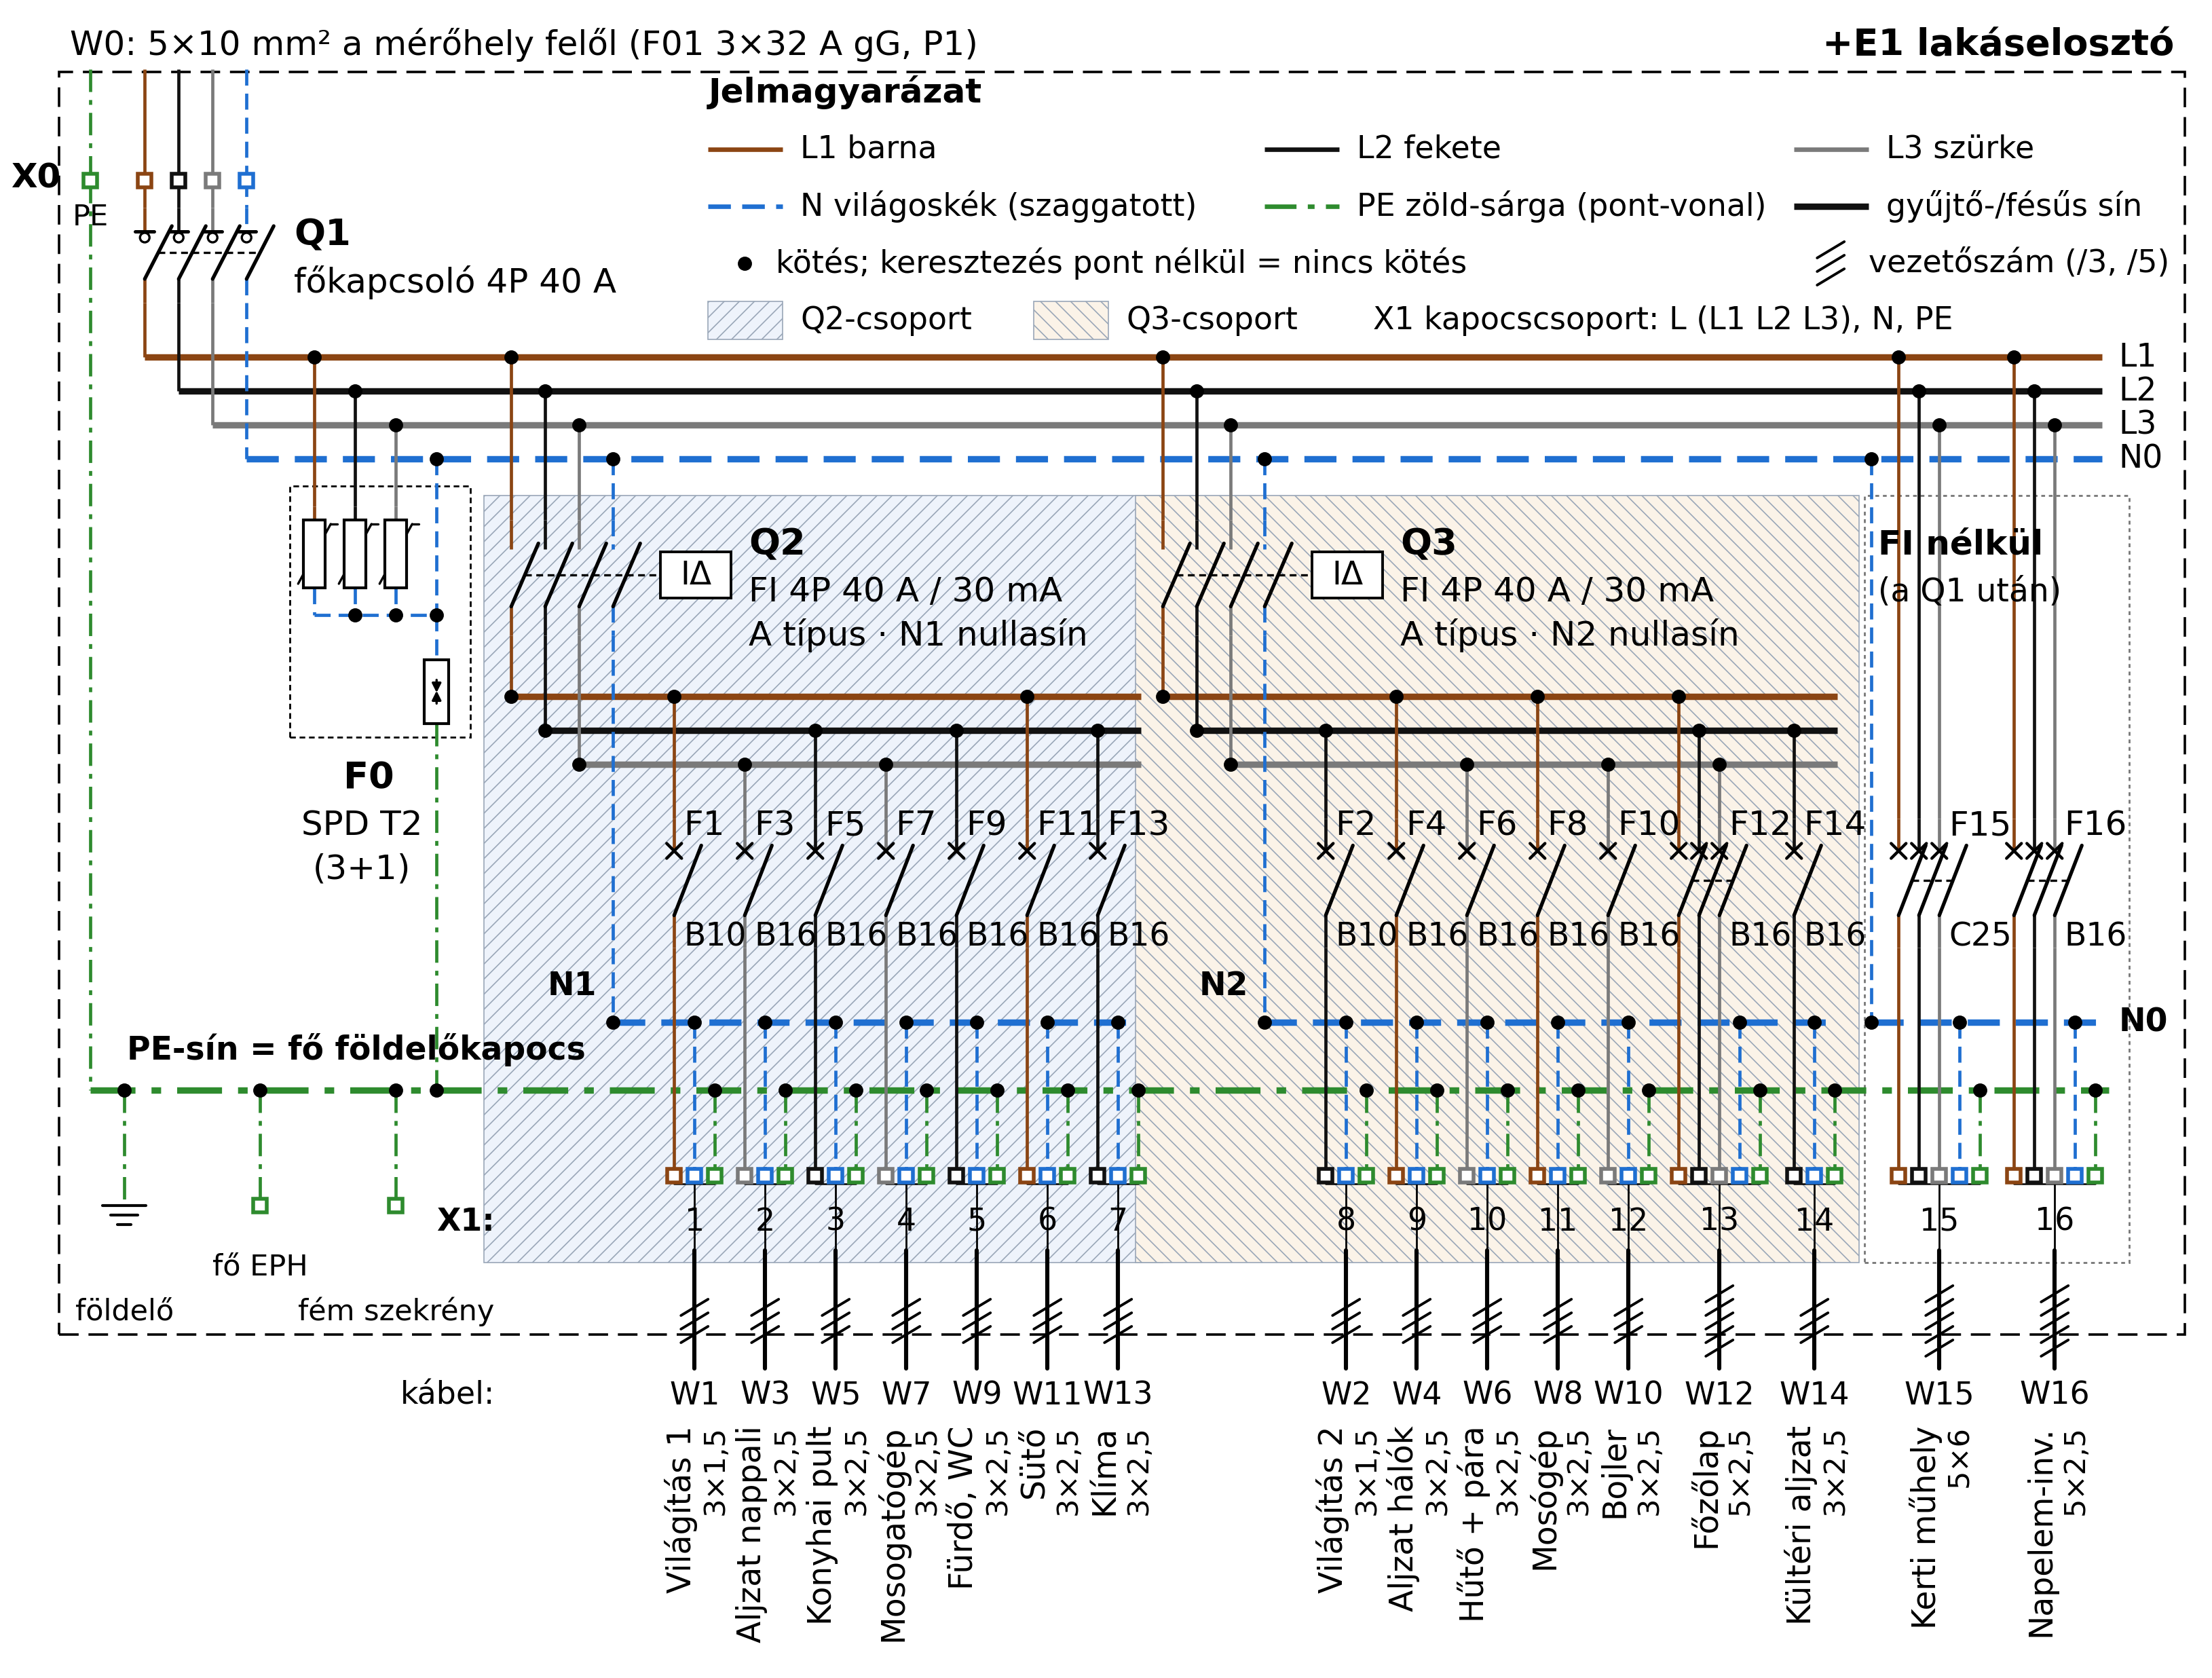 W0: 5×10 mm² a mérőhely felől (F01 3×32 A gG, P1)
+E1 lakáselosztó
Jelmagyarázat
L1 barna
L2 fekete
L3 szürke
N világoskék (szaggatott)
PE zöld-sárga (pont-vonal)
gyűjtő-/fésűs sín
kötés; keresztezés pont nélkül = nincs kötés
vezetőszám (/3, /5)
Q2-csoport
Q3-csoport
X1 kapocscsoport: L (L1 L2 L3), N, PE
X0
PE
Q1
főkapcsoló 4P 40 A
L1
L2
L3
N0
F0
SPD T2
(3+1)
IΔ
Q2
FI 4P 40 A / 30 mA
A típus · N1 nullasín
IΔ
Q3
FI 4P 40 A / 30 mA
A típus · N2 nullasín
FI nélkül
(a Q1 után)
F1 F3 F5 F7 F9 F11 F13
F2 F4 F6 F8 F10 F12 F14
F15 F16
B10 B16 B16 B16 B16 B16 B16
B10 B16 B16 B16 B16 B16 B16
C25 B16
N1
N2
N0
PE-sín = fő földelőkapocs
X1:
1 2 3 4 5 6 7
8 9 10 11 12 13 14
15 16
fő EPH
földelő
fém szekrény
kábel:
W1 W3 W5 W7 W9 W11 W13
W2 W4 W6 W8 W10 W12 W14
W15 W16
Világítás 1
3×1,5
Aljzat nappali
3×2,5
Konyhai pult
3×2,5
Mosogatógép
3×2,5
Fürdő, WC
3×2,5
Sütő
3×2,5
Klíma
3×2,5
Világítás 2
3×1,5
Aljzat hálók
3×2,5
Hűtő + pára
3×2,5
Mosógép
3×2,5
Bojler
3×2,5
Főzőlap
5×2,5
Kültéri aljzat
3×2,5
Kerti műhely
5×6
Napelem-inv.
5×2,5